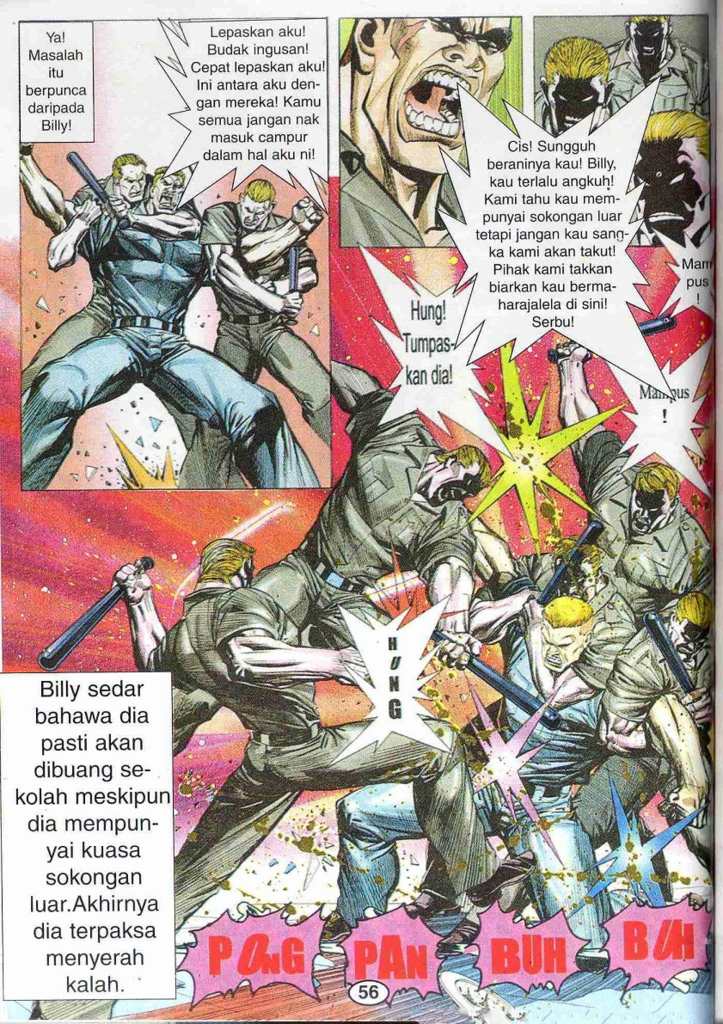 Ya!
Masalah
itu
berpunca
daripada
Billy!
Lepaskan aku!
Budak ingusan!
Cepat lepaskan aku!
Ini antara aku den-
gan mereka! Kamu
semua jangan nak
masuk campur
dalam hal aku ni!
Cis! Sungguh
beraninya kau! Billy,
kau terlalu angkuh!
Kami tahu kau mem-
punyai sokongan luar
tetapi jangan kau sang-
ka kami akan takut!
Pihak kami takkan
biarkan kau berma-
harajalela di sini!
Serbu!
Mam
pus
!
Hung!
Tumpas-
kan dia!
Mampus
!
HUNG
Billy sedar
bahawa dia
pasti akan
dibuang se-
kolah meskipun
dia mempun-
yai kuasa
sokongan
luar.Akhirnya
dia terpaksa
menyerah
kalah.
PONG PAN BUH BUH
56